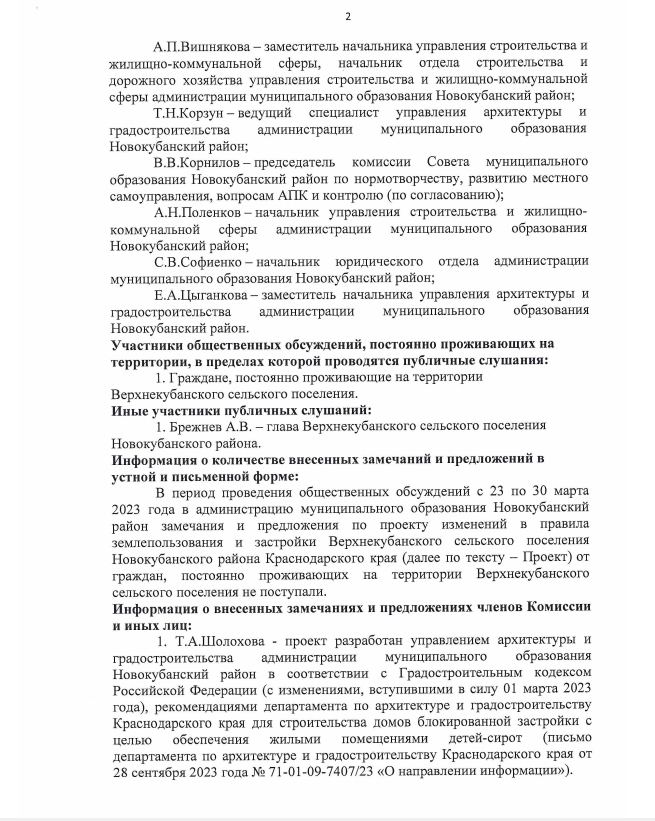 2
А.П.Вишнякова – заместитель начальника управления строительства и
жилищно-коммунальной сферы, начальник отдела строительства и
дорожного хозяйства управления строительства и жилищно-коммунальной
сферы администрации муниципального образования Новокубанский район;
Т.Н.Корзун – ведущий специалист управления архитектуры и
градостроительства администрации муниципального образования
Новокубанский район;
В.В.Корнилов – председатель комиссии Совета муниципального
образования Новокубанский район по нормотворчеству, развитию местного
самоуправления, вопросам АПК и контролю (по согласованию);
А.Н.Поленков – начальник управления строительства и жилищно-
коммунальной сферы администрации муниципального образования
Новокубанский район;
С.В.Софиенко – начальник юридического отдела администрации
муниципального образования Новокубанский район;
Е.А.Цыганкова – заместитель начальника управления архитектуры и
градостроительства администрации муниципального образования
Новокубанский район.
Участники общественных обсуждений, постоянно проживающих на
территории, в пределах которой проводятся публичные слушания:
1. Граждане, постоянно проживающие на территории
Верхнекубанского сельского поселения.
Иные участники публичных слушаний:
1. Брежнев А.В. – глава Верхнекубанского сельского поселения
Новокубанского района.
Информация о количестве внесенных замечаний и предложений в
устной и письменной форме:
В период проведения общественных обсуждений с 23 по 30 марта
2023 года в администрацию муниципального образования Новокубанский
район замечания и предложения по проекту изменений в правила
землепользования и застройки Верхнекубанского сельского поселения
Новокубанского района Краснодарского края (далее по тексту – Проект) от
граждан, постоянно проживающих на территории Верхнекубанского
сельского поселения не поступали.
Информация о внесенных замечаниях и предложениях членов Комиссии
и иных лиц:
1. Т.А.Шолохова - проект разработан управлением архитектуры и
градостроительства администрации муниципального образования
Новокубанский район в соответствии с Градостроительным кодексом
Российской Федерации (с изменениями, вступившими в силу 01 марта 2023
года), рекомендациями департамента по архитектуре и градостроительству
Краснодарского края для строительства домов блокированной застройки с
целью обеспечения жилыми помещениями детей-сирот (письмо
департамента по архитектуре и градостроительству Краснодарского края от
28 сентября 2023 года № 71-01-09-7407/23 «О направлении информации»).